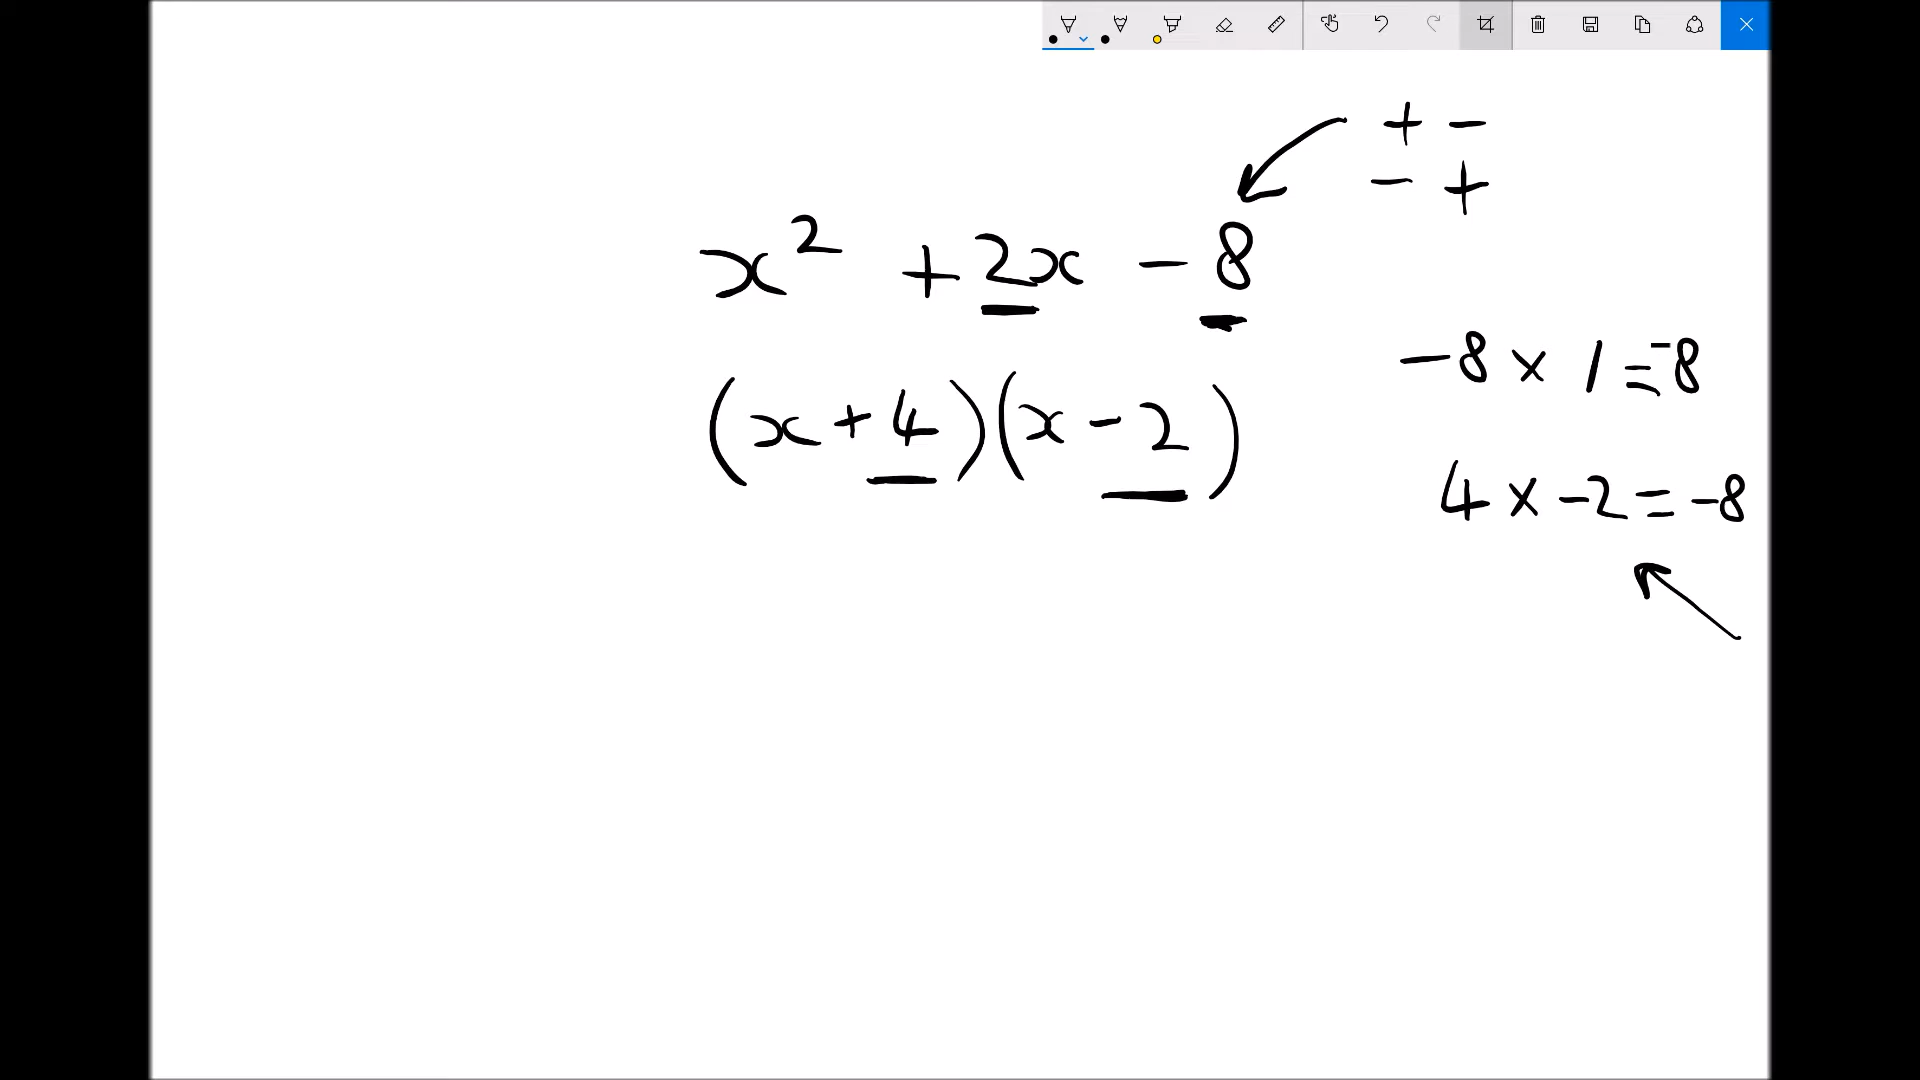 + -
- +
x² + 2x - 8
-8 x 1 = -8
(x + 4)(x - 2)
4 x -2 = -8